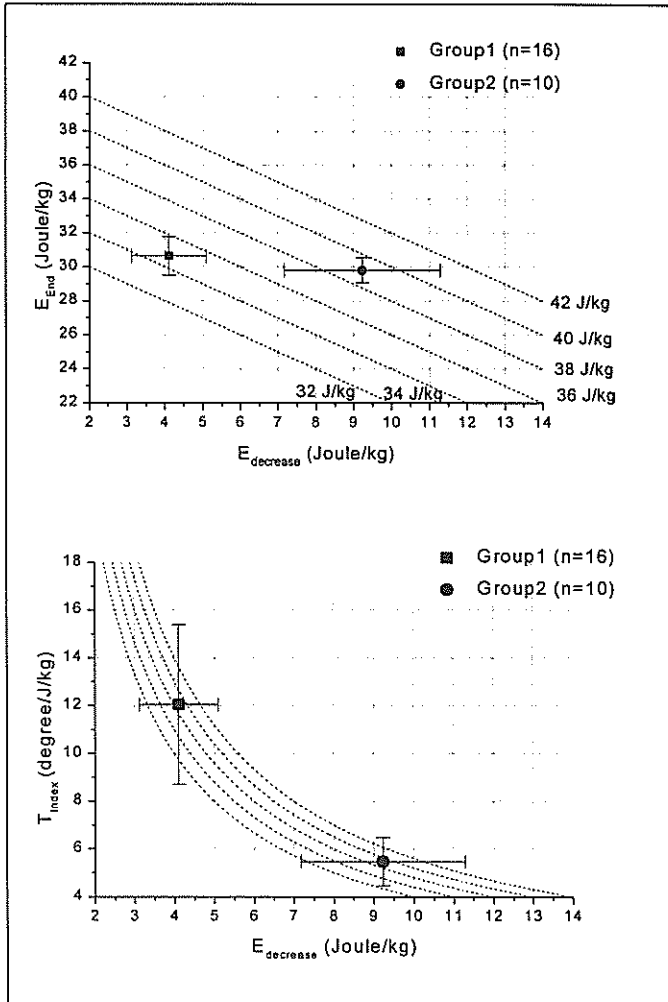 Group1 (n=16)
Group2 (n=10)
42
40
38
36
34
32
30
28
26
24
22
E_End (Joule/kg)
42 J/kg
40 J/kg
38 J/kg
36 J/kg
32 J/kg 34 J/kg
2 3 4 5 6 7 8 9 10 11 12 13 14
E_decrease (Joule/kg)
Group1 (n=16)
Group2 (n=10)
18
16
14
12
10
8
6
4
T_Index (degree/J/kg)
2 3 4 5 6 7 8 9 10 11 12 13 14
E_decrease (Joule/kg)